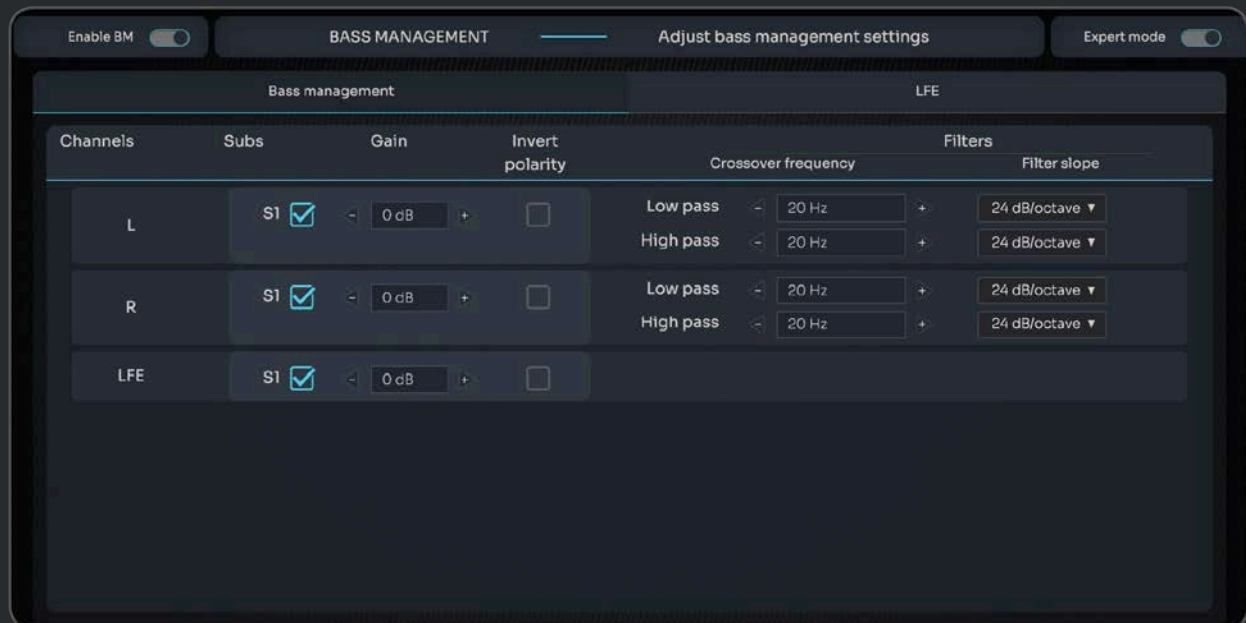 Enable BM
BASS MANAGEMENT
Adjust bass management settings
Expert mode
Bass management
LFE
Channels
Subs
Gain
Invert
polarity
Filters
Crossover frequency
Filter slope
L
S1
- 0 dB +
Low pass - 20 Hz + 24 dB/octave ▼
High pass - 20 Hz + 24 dB/octave ▼
R
S1
- 0 dB +
Low pass - 20 Hz + 24 dB/octave ▼
High pass - 20 Hz + 24 dB/octave ▼
LFE
S1
- 0 dB +